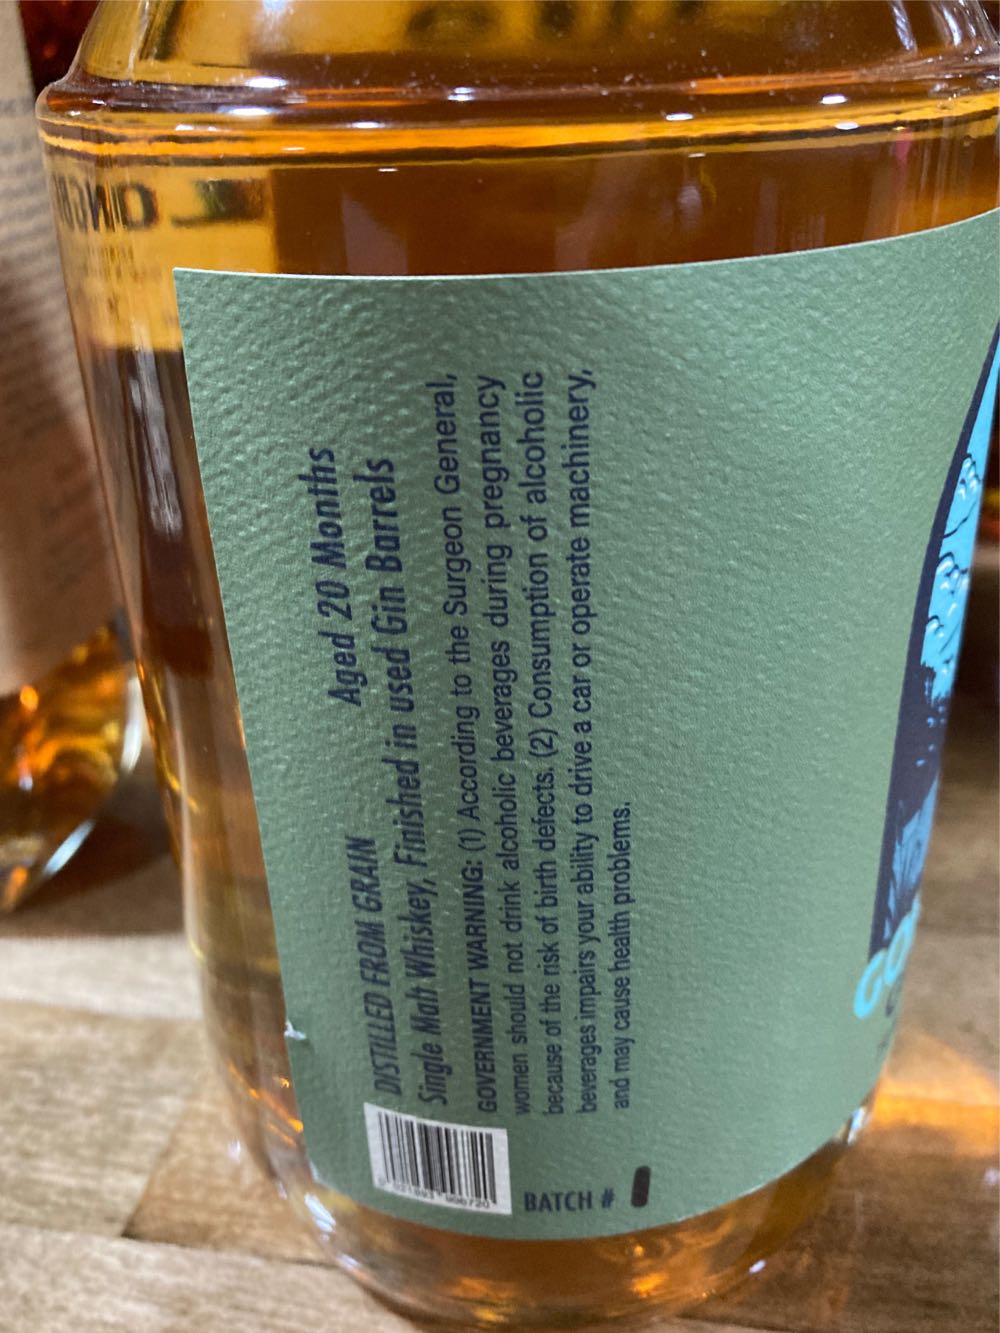 DISTILLED FROM GRAIN Aged 20 Months
Single Malt Whiskey, Finished in used Gin Barrels
GOVERNMENT WARNING: (1) According to the Surgeon General,
women should not drink alcoholic beverages during pregnancy
because of the risk of birth defects. (2) Consumption of alcoholic
beverages impairs your ability to drive a car or operate machinery,
and may cause health problems.
BATCH #